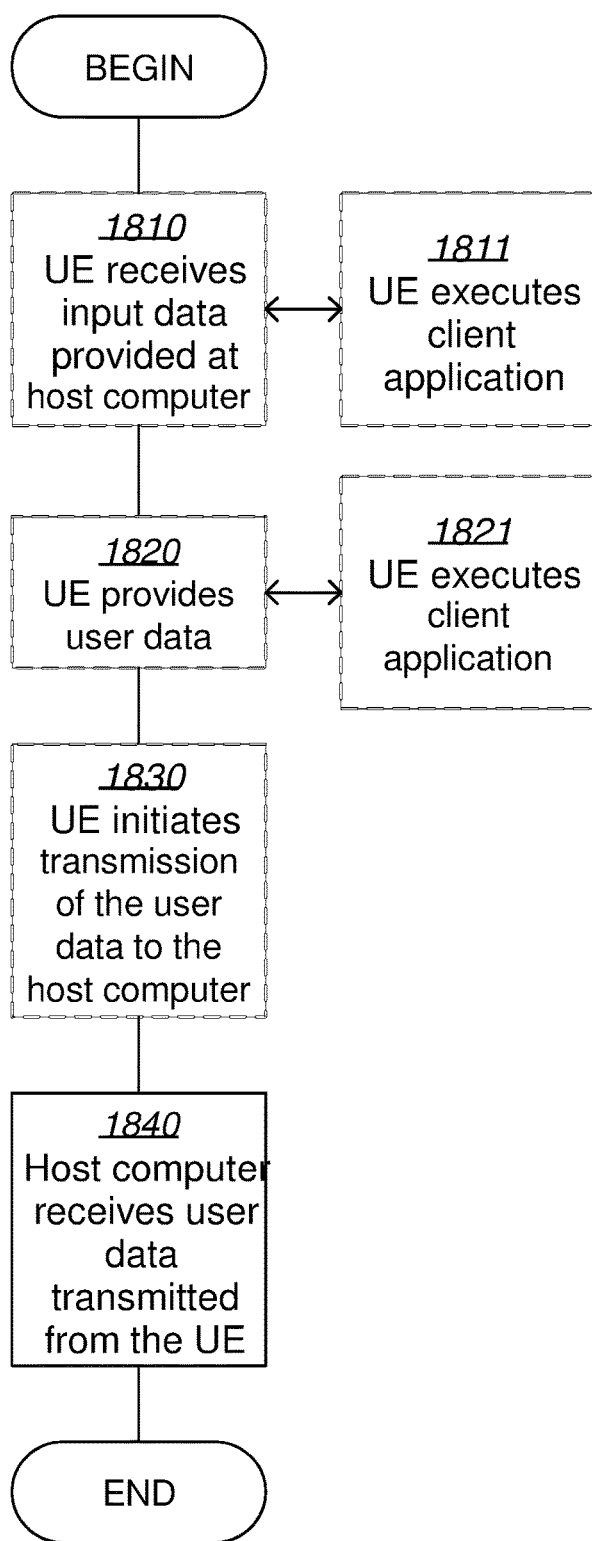 BEGIN
1810
UE receives
input data
provided at
host computer
1811
UE executes
client
application
1820
UE provides
user data
1821
UE executes
client
application
1830
UE initiates
transmission
of the user
data to the
host computer
1840
Host computer
receives user
data
transmitted
from the UE
END